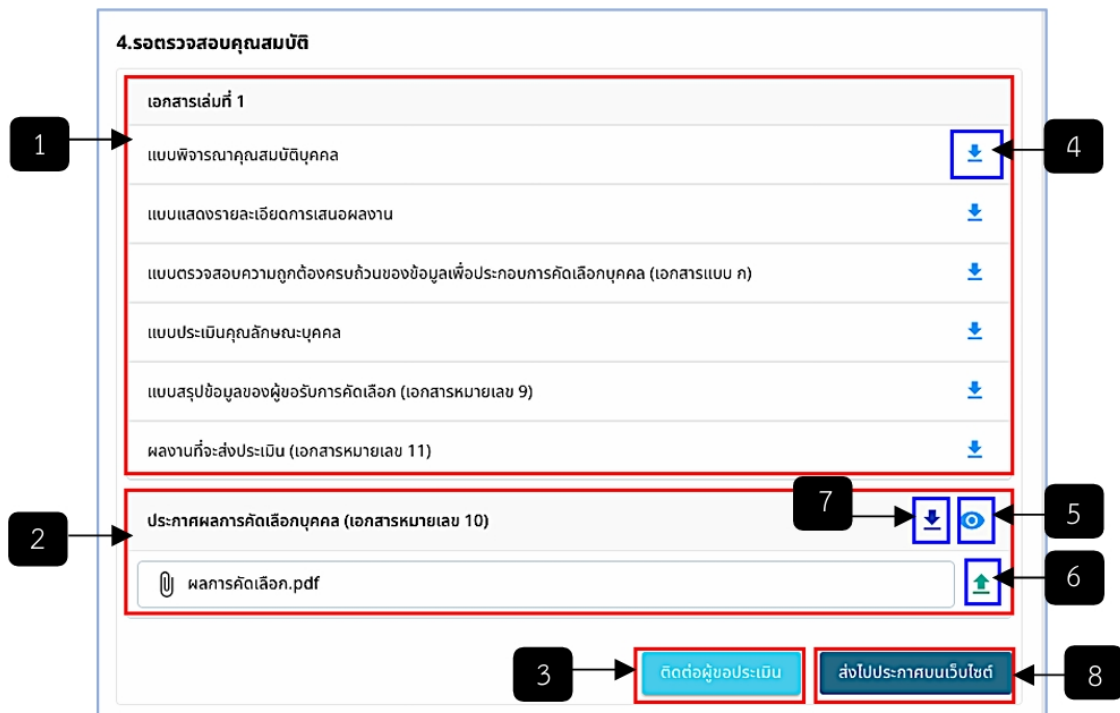 4.รอตรวจสอบคุณสมบัติ
เอกสารเล่มที่ 1
1
แบบพิจารณาคุณสมบัติบุคคล
4
แบบแสดงรายละเอียดการเสนอผลงาน
แบบตรวจสอบความถูกต้องครบถ้วนของข้อมูลเพื่อประกอบการคัดเลือกบุคคล (เอกสารแบบ ก)
แบบประเมินคุณลักษณะบุคคล
แบบสรุปข้อมูลของผู้ขอรับการคัดเลือก (เอกสารหมายเลข 9)
ผลงานที่จะส่งประเมิน (เอกสารหมายเลข 11)
7
2
ประกาศผลการคัดเลือกบุคคล (เอกสารหมายเลข 10)
5
ผลการคัดเลือก.pdf
6
3
ติดต่อผู้ขอประเมิน
ส่งไปประกาศบนเว็บไซต์
8